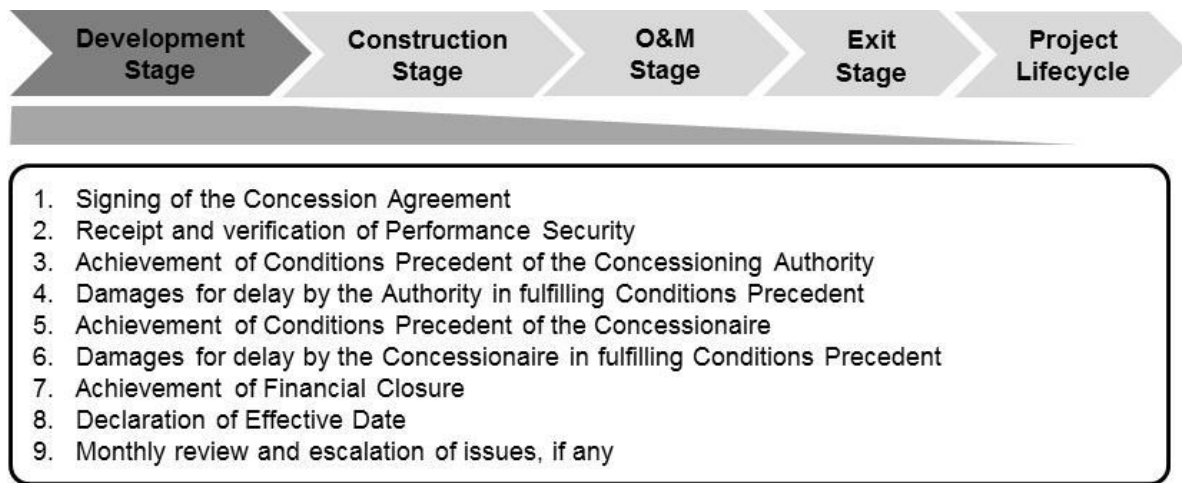 Development
Stage
Construction
Stage
O&M
Stage
Exit
Stage
Project
Lifecycle
1. Signing of the Concession Agreement
2. Receipt and verification of Performance Security
3. Achievement of Conditions Precedent of the Concessioning Authority
4. Damages for delay by the Authority in fulfilling Conditions Precedent
5. Achievement of Conditions Precedent of the Concessionaire
6. Damages for delay by the Concessionaire in fulfilling Conditions Precedent
7. Achievement of Financial Closure
8. Declaration of Effective Date
9. Monthly review and escalation of issues, if any